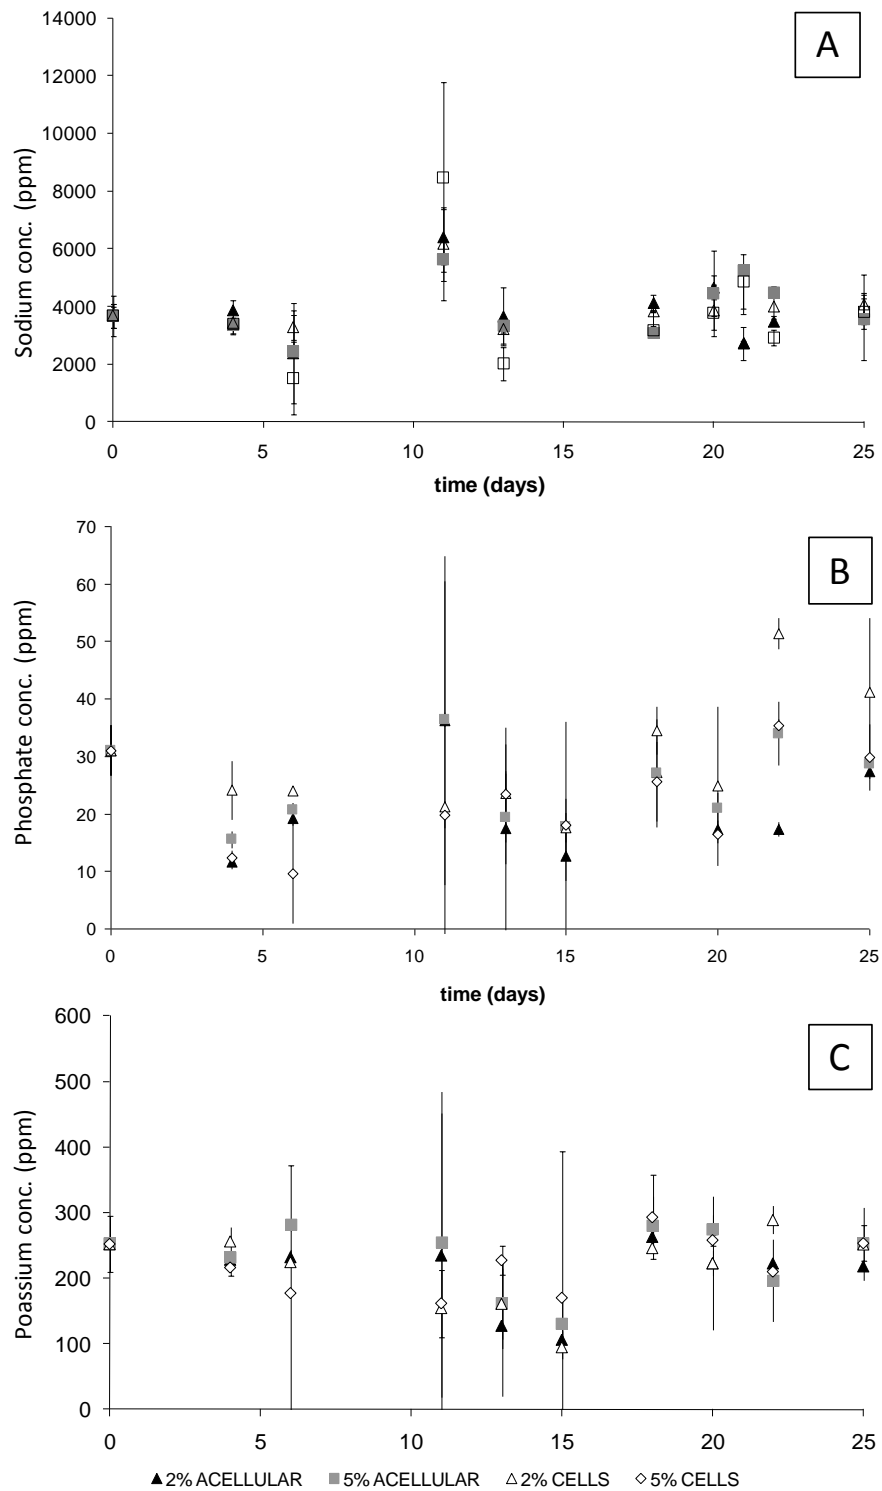 A
Sodium conc. (ppm)
14000
12000
10000
8000
6000
4000
2000
0
0 5 10 15 20 25
time (days)
B
Phosphate conc. (ppm)
70
60
50
40
30
20
10
0
0 5 10 15 20 25
time (days)
C
Poassium conc. (ppm)
600
500
400
300
200
100
0
0 5 10 15 20 25
2% ACELLULAR 5% ACELLULAR 2% CELLS 5% CELLS